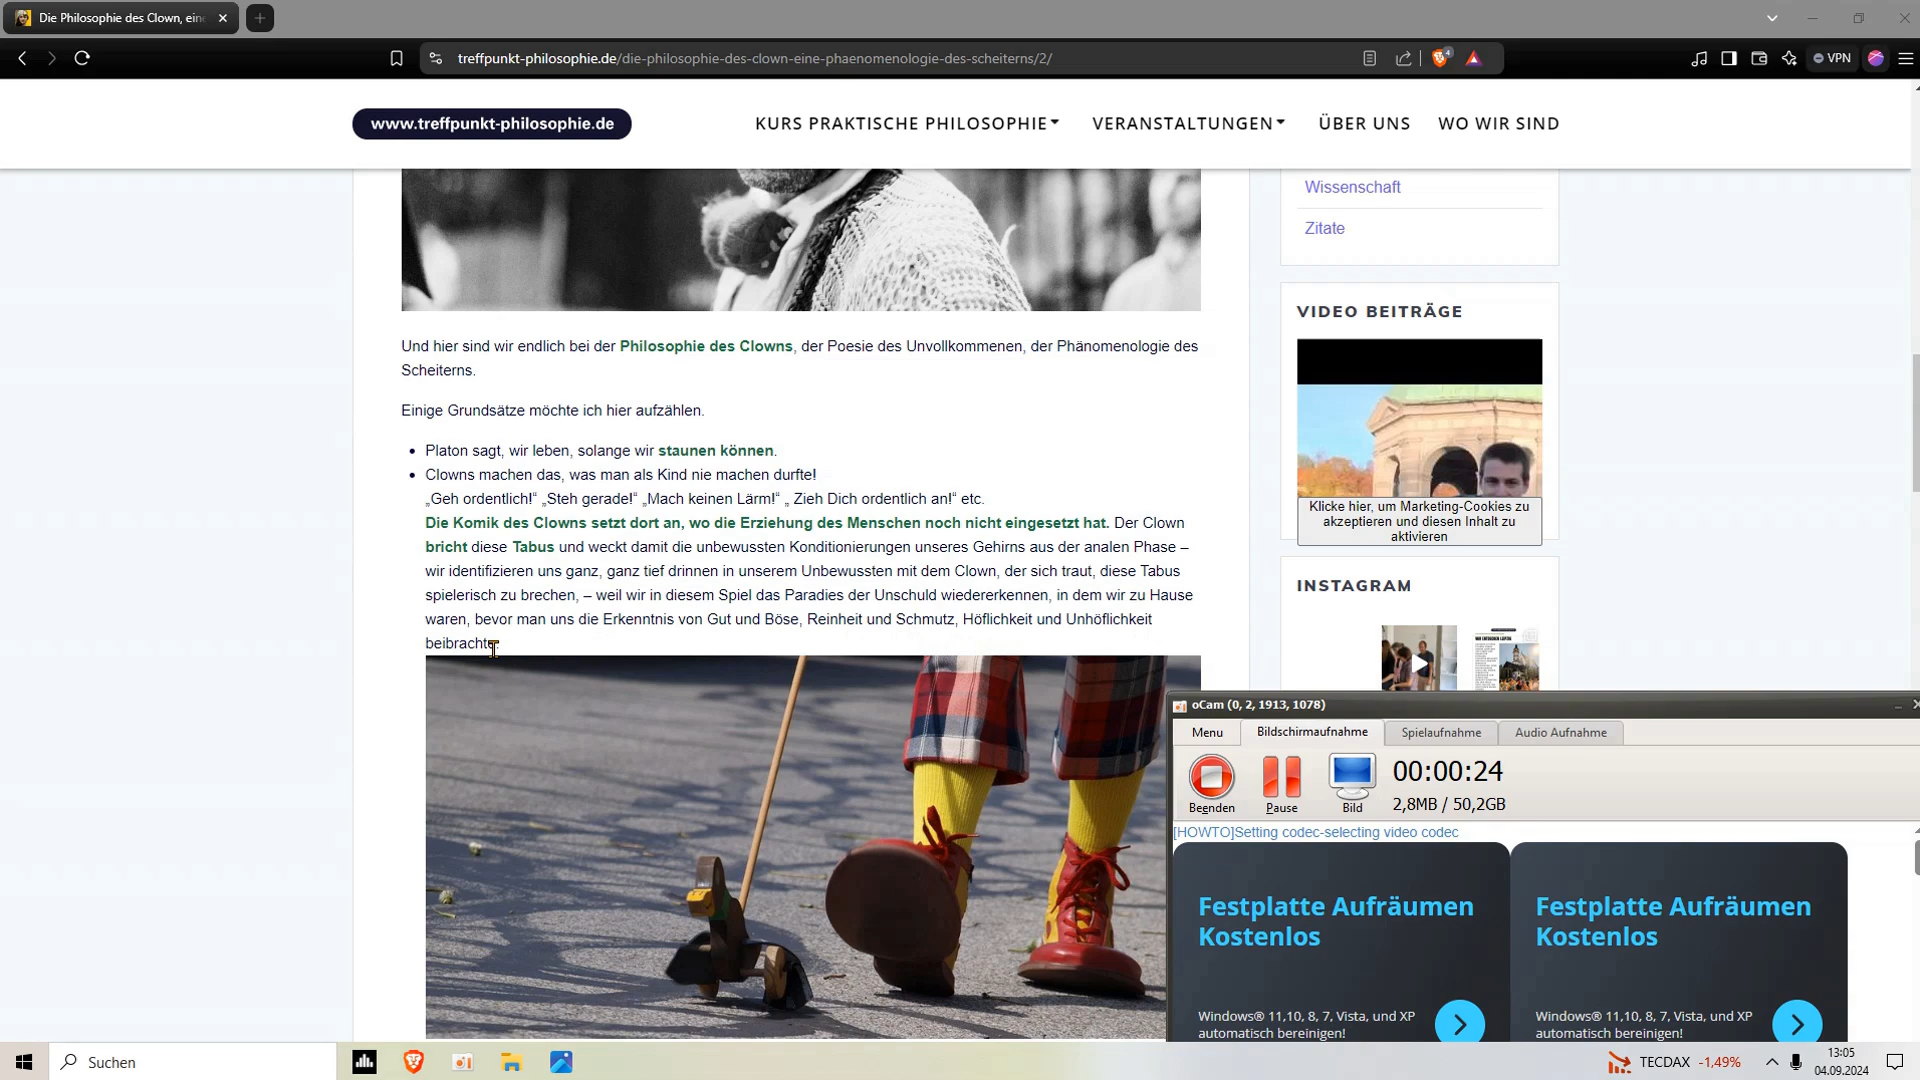 Die Philosophie des Clown, ein
treffpunkt-philosophie.de/die-philosophie-des-clown-eine-phaenomenologie-des-scheiterns/2/
4
VPN
www.treffpunkt-philosophie.de
KURS PRAKTISCHE PHILOSOPHIE
VERANSTALTUNGEN
ÜBER UNS
WO WIR SIND
Und hier sind wir endlich bei der Philosophie des Clowns, der Poesie des Unvollkommenen, der Phänomenologie des
Scheiterns.
Einige Grundsätze möchte ich hier aufzählen.
Platon sagt, wir leben, solange wir staunen können.
Clowns machen das, was man als Kind nie machen durfte!
„Geh ordentlich!“ „Steh gerade!“ „Mach keinen Lärm!“ „ Zieh Dich ordentlich an!“ etc.
Die Komik des Clowns setzt dort an, wo die Erziehung des Menschen noch nicht eingesetzt hat. Der Clown
bricht diese Tabus und weckt damit die unbewussten Konditionierungen unseres Gehirns aus der analen Phase –
wir identifizieren uns ganz, ganz tief drinnen in unserem Unbewussten mit dem Clown, der sich traut, diese Tabus
spielerisch zu brechen, – weil wir in diesem Spiel das Paradies der Unschuld wiedererkennen, in dem wir zu Hause
waren, bevor man uns die Erkenntnis von Gut und Böse, Reinheit und Schmutz, Höflichkeit und Unhöflichkeit
beibrachte.
Wissenschaft
Zitate
VIDEO BEITRÄGE
Klicke hier, um Marketing-Cookies zu
akzeptieren und diesen Inhalt zu
aktivieren
INSTAGRAM
oCam (0, 2, 1913, 1078)
Menu
Bildschirmaufnahme
Spielaufnahme
Audio Aufnahme
Beenden
Pause
Bild
00:00:24
2,8MB / 50,2GB
[HOWTO]Setting codec-selecting video codec
Festplatte Aufräumen
Kostenlos
Windows® 11,10, 8, 7, Vista, und XP
automatisch bereinigen!
Festplatte Aufräumen
Kostenlos
Windows® 11,10, 8, 7, Vista, und XP
automatisch bereinigen!
Suchen
TECDAX -1,49%
13:05
04.09.2024